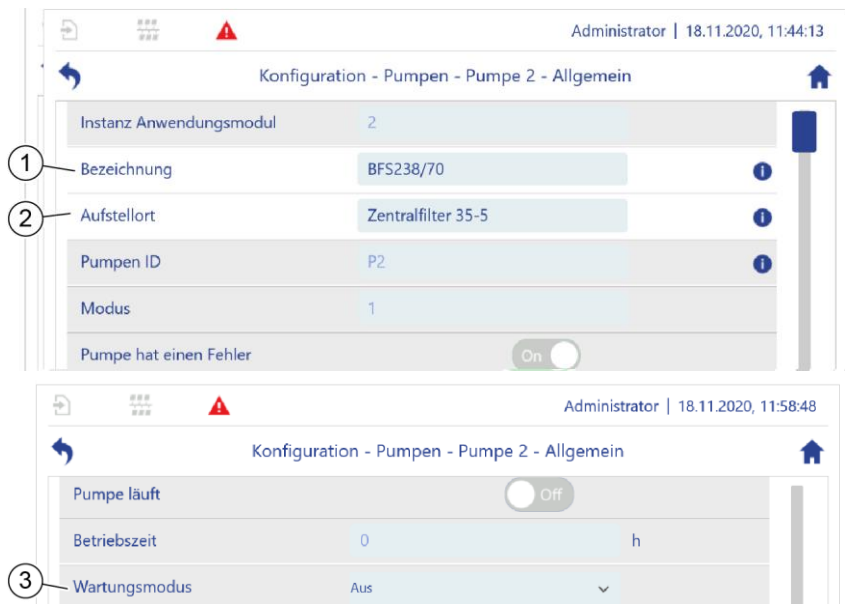 Administrator | 18.11.2020, 11:44:13
Konfiguration - Pumpen - Pumpe 2 - Allgemein
Instanz Anwendungsmodul 2
1 Bezeichnung BFS238/70
2 Aufstellort Zentralfilter 35-5
Pumpen ID P2
Modus 1
Pumpe hat einen Fehler On
Administrator | 18.11.2020, 11:58:48
Konfiguration - Pumpen - Pumpe 2 - Allgemein
Pumpe läuft Off
Betriebszeit 0 h
3 Wartungsmodus Aus